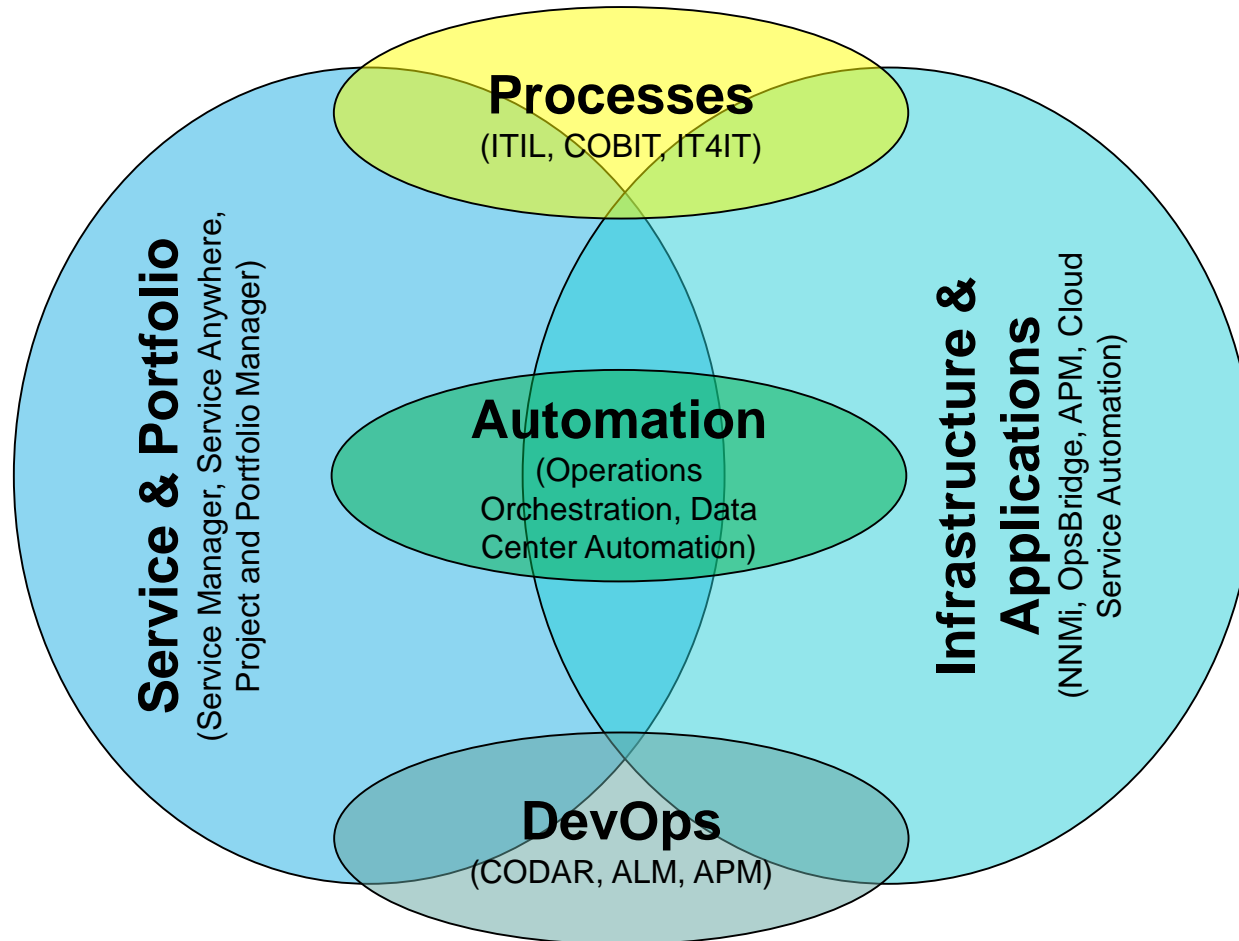 Processes
(ITIL, COBIT, IT4IT)
Service & Portfolio
(Service Manager, Service Anywhere,
Project and Portfolio Manager)
Automation
(Operations
Orchestration, Data
Center Automation)
Infrastructure &
Applications
(NNMi, OpsBridge, APM, Cloud
Service Automation)
DevOps
(CODAR, ALM, APM)